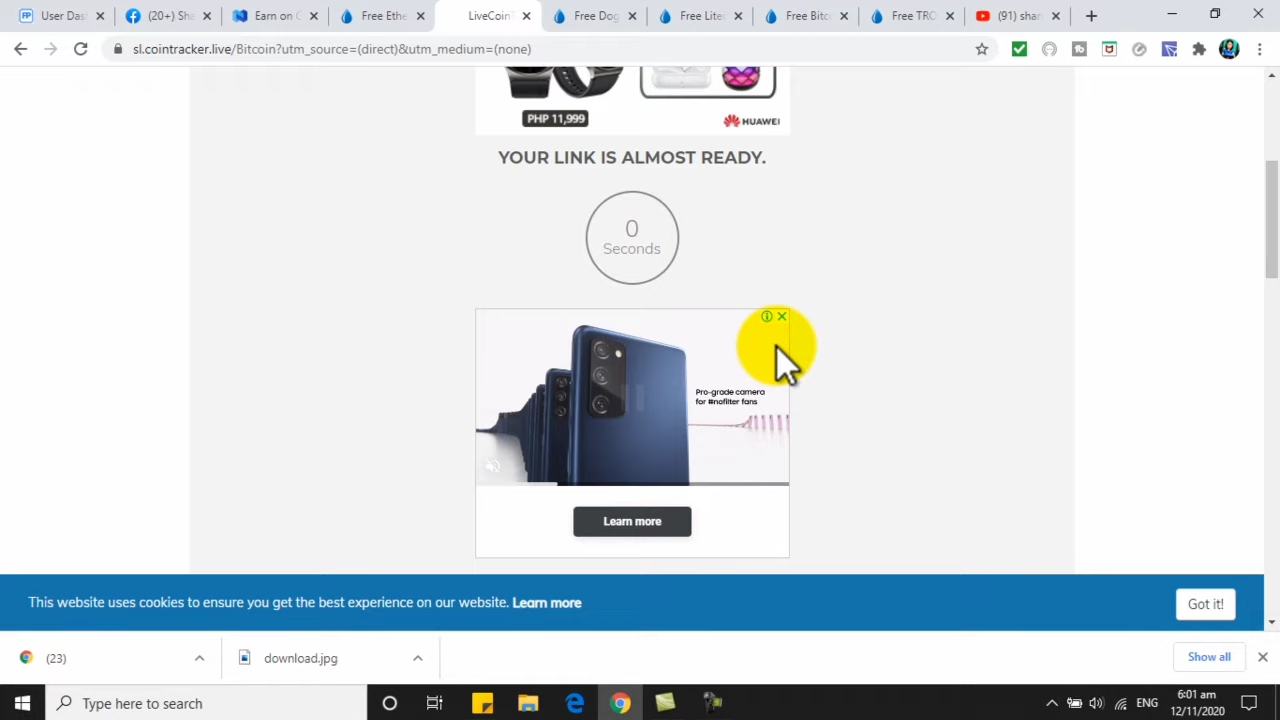 User Das
(20+) Sha
Earn on C
Free Ethe
LiveCoinT
Free Dog
Free Litec
Free Bitco
Free TRO
(91) shan
sl.cointracker.live/Bitcoin?utm_source=(direct)&utm_medium=(none)
PHP 11,999
HUAWEI
YOUR LINK IS ALMOST READY.
0
Seconds
Pro-grade camera
for #nofilter fans
Learn more
This website uses cookies to ensure you get the best experience on our website. Learn more
Got it!
(23)
download.jpg
Show all
Type here to search
ENG
6:01 am
12/11/2020